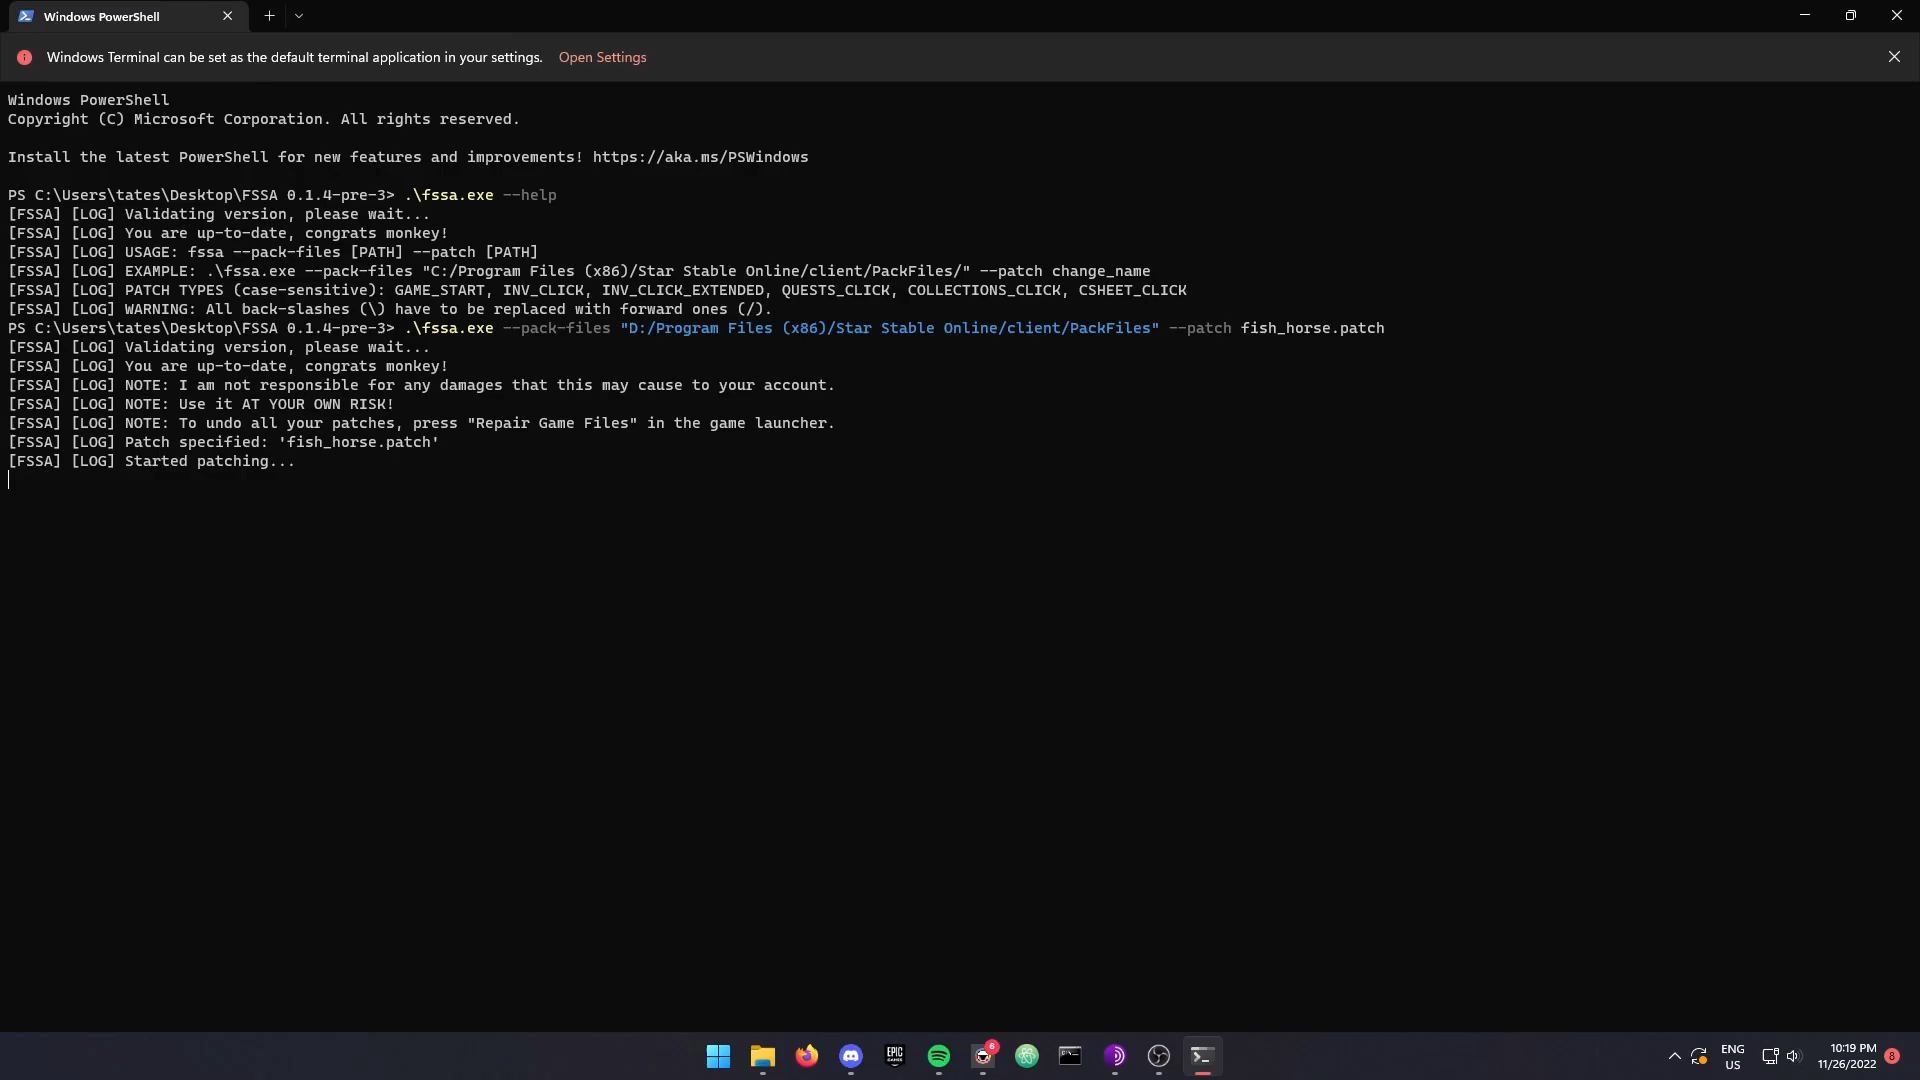 Windows PowerShell
Windows Terminal can be set as the default terminal application in your settings. Open Settings
Windows PowerShell
Copyright (C) Microsoft Corporation. All rights reserved.
Install the latest PowerShell for new features and improvements! https://aka.ms/PSWindows
PS C:\Users\tates\Desktop\FSSA 0.1.4-pre-3> .\fssa.exe --help
[FSSA] [LOG] Validating version, please wait...
[FSSA] [LOG] You are up-to-date, congrats monkey!
[FSSA] [LOG] USAGE: fssa --pack-files [PATH] --patch [PATH]
[FSSA] [LOG] EXAMPLE: .\fssa.exe --pack-files "C:/Program Files (x86)/Star Stable Online/client/PackFiles/" --patch change_name
[FSSA] [LOG] PATCH TYPES (case-sensitive): GAME_START, INV_CLICK, INV_CLICK_EXTENDED, QUESTS_CLICK, COLLECTIONS_CLICK, CSHEET_CLICK
[FSSA] [LOG] WARNING: All back-slashes (\) have to be replaced with forward ones (/).
PS C:\Users\tates\Desktop\FSSA 0.1.4-pre-3> .\fssa.exe --pack-files "D:/Program Files (x86)/Star Stable Online/client/PackFiles" --patch fish_horse.patch
[FSSA] [LOG] Validating version, please wait...
[FSSA] [LOG] You are up-to-date, congrats monkey!
[FSSA] [LOG] NOTE: I am not responsible for any damages that this may cause to your account.
[FSSA] [LOG] NOTE: Use it AT YOUR OWN RISK!
[FSSA] [LOG] NOTE: To undo all your patches, press "Repair Game Files" in the game launcher.
[FSSA] [LOG] Patch specified: 'fish_horse.patch'
[FSSA] [LOG] Started patching...
EPIC GAMES
6
ENG
US
10:19 PM
11/26/2022
8